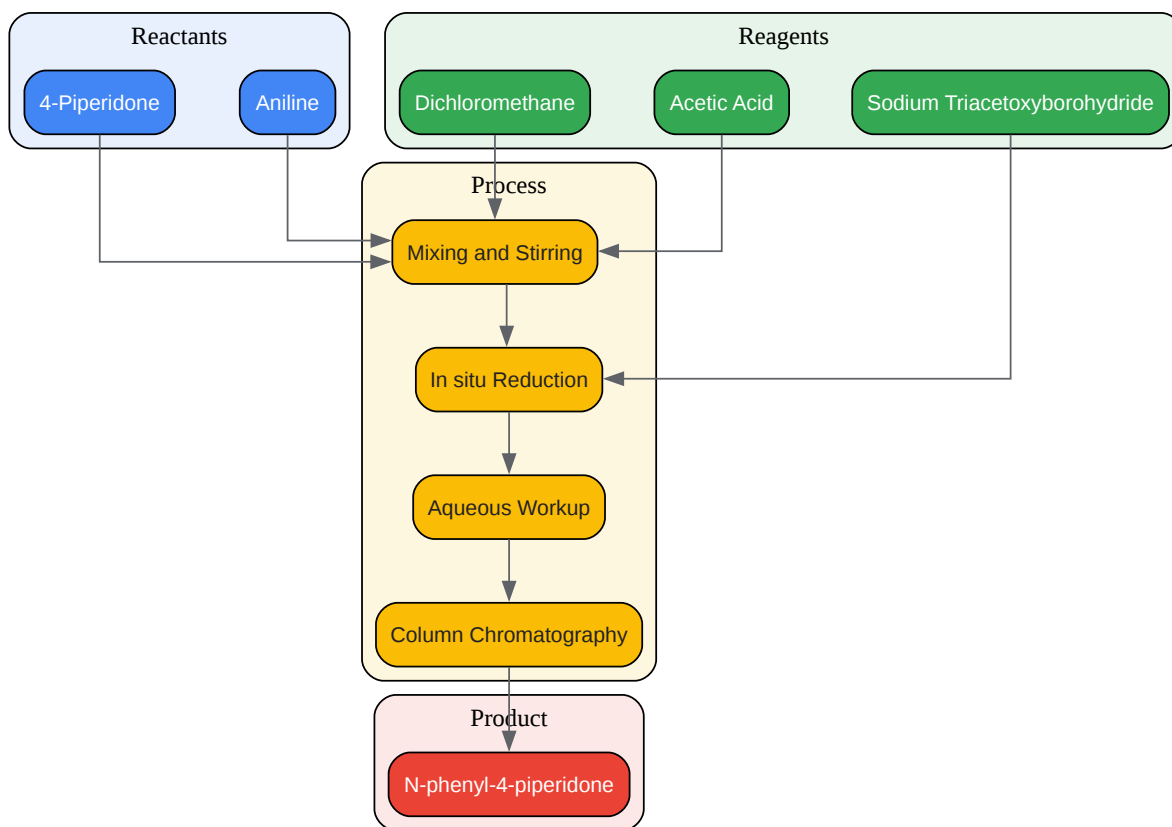 Reactants
Reagents
4-Piperidone
Aniline
Dichloromethane
Acetic Acid
Sodium Triacetoxyborohydride
Process
Mixing and Stirring
In situ Reduction
Aqueous Workup
Column Chromatography
Product
N-phenyl-4-piperidone